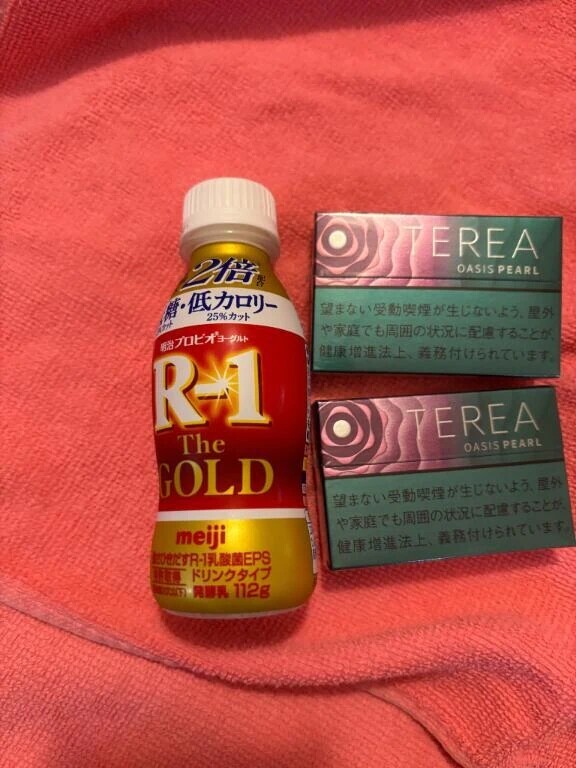 2倍配合
糖・低カロリー
25%カット
明治プロビオヨーグルト
R-1
The
GOLD
meiji
ひきだすR-1乳酸菌EPS
ドリンクタイプ
発酵乳 112g
TEREA
OASIS PEARL
望まない受動喫煙が生じないよう、屋外
や家庭でも周囲の状況に配慮することが、
健康増進法上、義務付けられています。
TEREA
OASIS PEARL
望まない受動喫煙が生じないよう、屋外
や家庭でも周囲の状況に配慮することが、
健康増進法上、義務付けられています。